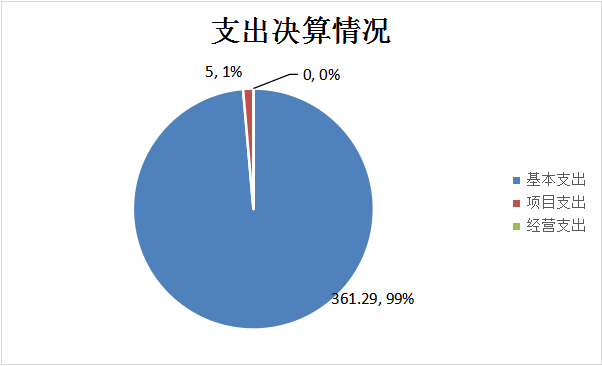 支出决算情况
5, 1%
0, 0%
361.29, 99%
基本支出
项目支出
经营支出